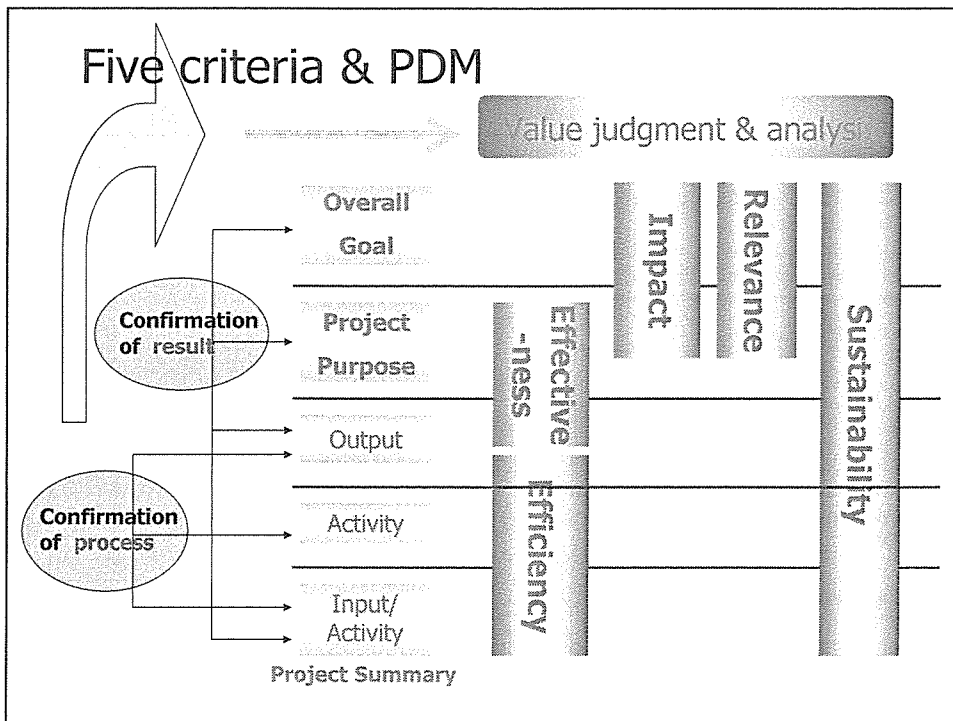 Five criteria & PDM
Value judgment & analysis
Overall
Goal
Impact
Relevance
Sustainability
Confirmation
of result
Project
Purpose
Effective
-ness
Output
Efficiency
Confirmation
of process
Activity
Input/
Activity
Project Summary